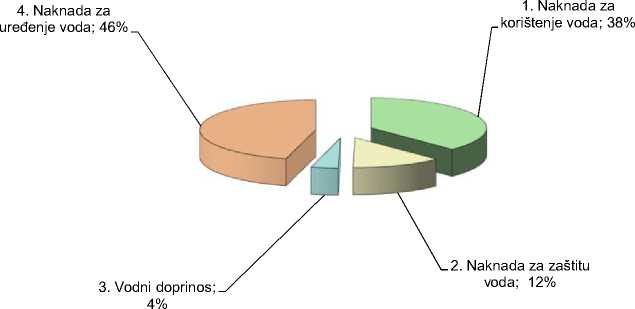 4. Naknada za
uređenje voda; 46%
1. Naknada za
korištenje voda; 38%
2. Naknada za zaštitu
voda;  12%
3. Vodni doprinos;
4%